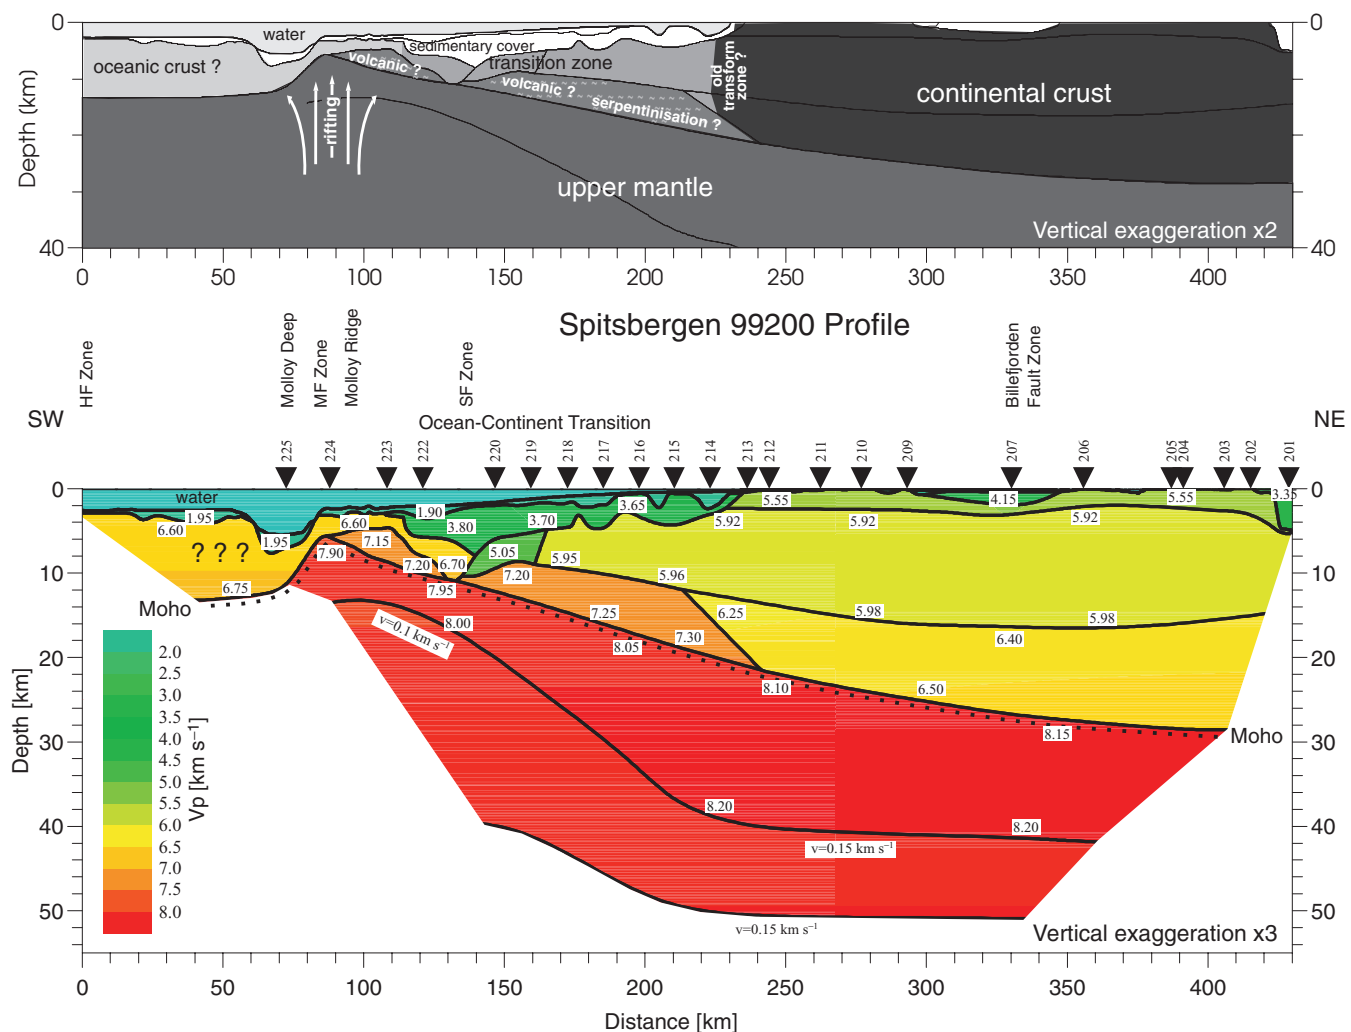 0
10
20
30
40
Depth (km)
0
20
40
water
sedimentary cover
oceanic crust ?
volcanic ?
transition zone
volcanic ?
serpentinisation ?
old transform zone ?
continental crust
rifting
upper mantle
Vertical exaggeration x2
0 50 100 150 200 250 300 350 400
Spitsbergen 99200 Profile
HF Zone
Molloy Deep
MF Zone
Molloy Ridge
SF Zone
Billefjorden
Fault Zone
SW
NE
Ocean-Continent Transition
225 224 223 222 220 219 218 217 216 215 214 213 212 211 210 209 207 206 205 204 203 202 201
0
10
20
30
40
50
Depth [km]
0
10
20
30
40
50
water
1.95
6.60
1.95
? ? ?
6.75
Moho
6.60
7.15
7.90
7.20
6.70
7.95
1.90
3.80
3.70
5.05
7.20
3.65
5.95
5.96
5.92
5.55
5.92
4.15
5.92
5.55
3.35
7.25
7.30
6.25
5.98
5.98
6.40
6.50
8.00
8.05
8.10
8.15
Moho
8.20
8.20
v=0.1 km s⁻¹
v=0.15 km s⁻¹
v=0.15 km s⁻¹
2.0
2.5
3.0
3.5
4.0
4.5
5.0
5.5
6.0
6.5
7.0
7.5
8.0
Vp [km s⁻¹]
Vertical exaggeration x3
0 50 100 150 200 250 300 350 400
Distance [km]